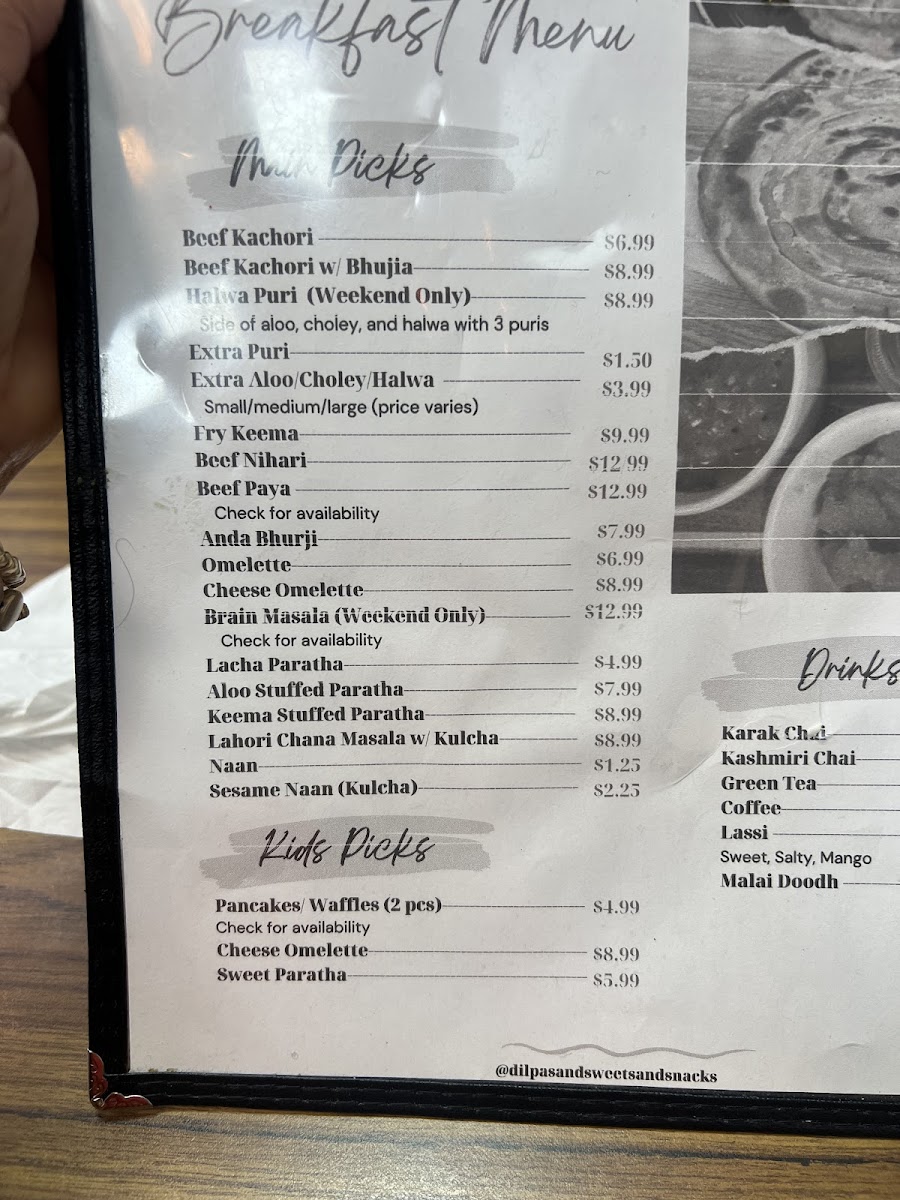 Breakfast Menu
Main Picks
Beef Kachori $6.99
Beef Kachori w/ Bhujia $8.99
Halwa Puri (Weekend Only) $8.99
Side of aloo, choley, and halwa with 3 puris
Extra Puri $1.50
Extra Aloo/Choley/Halwa $3.99
Small/medium/large (price varies)
Fry Keema $9.99
Beef Nihari $12.99
Beef Paya $12.99
Check for availability
Anda Bhurji $7.99
Omelette $6.99
Cheese Omelette $8.99
Brain Masala (Weekend Only) $12.99
Check for availability
Lacha Paratha $4.99
Aloo Stuffed Paratha $7.99
Keema Stuffed Paratha $8.99
Lahori Chana Masala w/ Kulcha $8.99
Naan $1.25
Sesame Naan (Kulcha) $2.25
Kids Picks
Pancakes/ Waffles (2 pcs) $4.99
Check for availability
Cheese Omelette $8.99
Sweet Paratha $5.99
Drinks
Karak Chai
Kashmiri Chai
Green Tea
Coffee
Lassi
Sweet, Salty, Mango
Malai Doodh
@dilpasandsweetsandsnacks